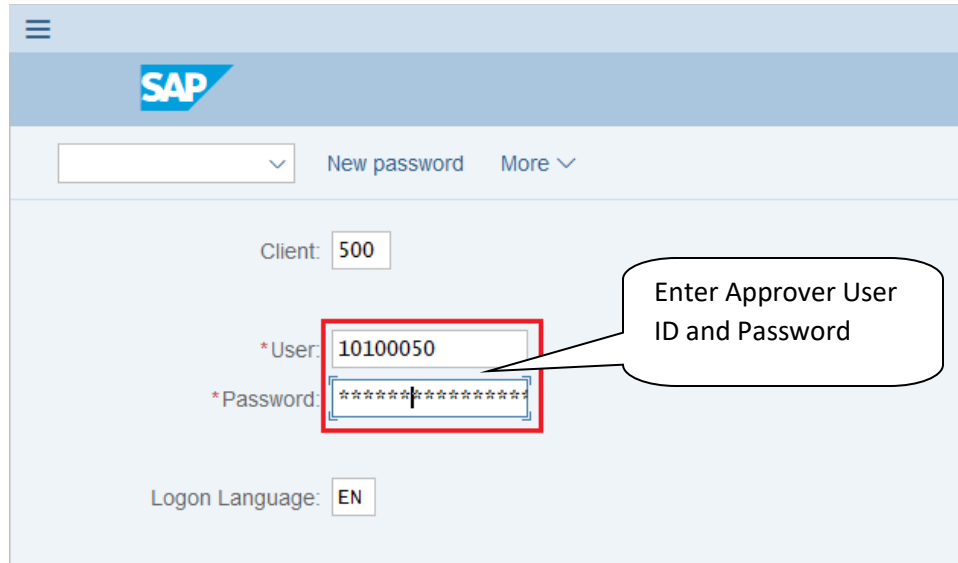 SAP
New password More
Client: 500
Enter Approver User
ID and Password
*User: 10100050
*Password: ******************
Logon Language: EN